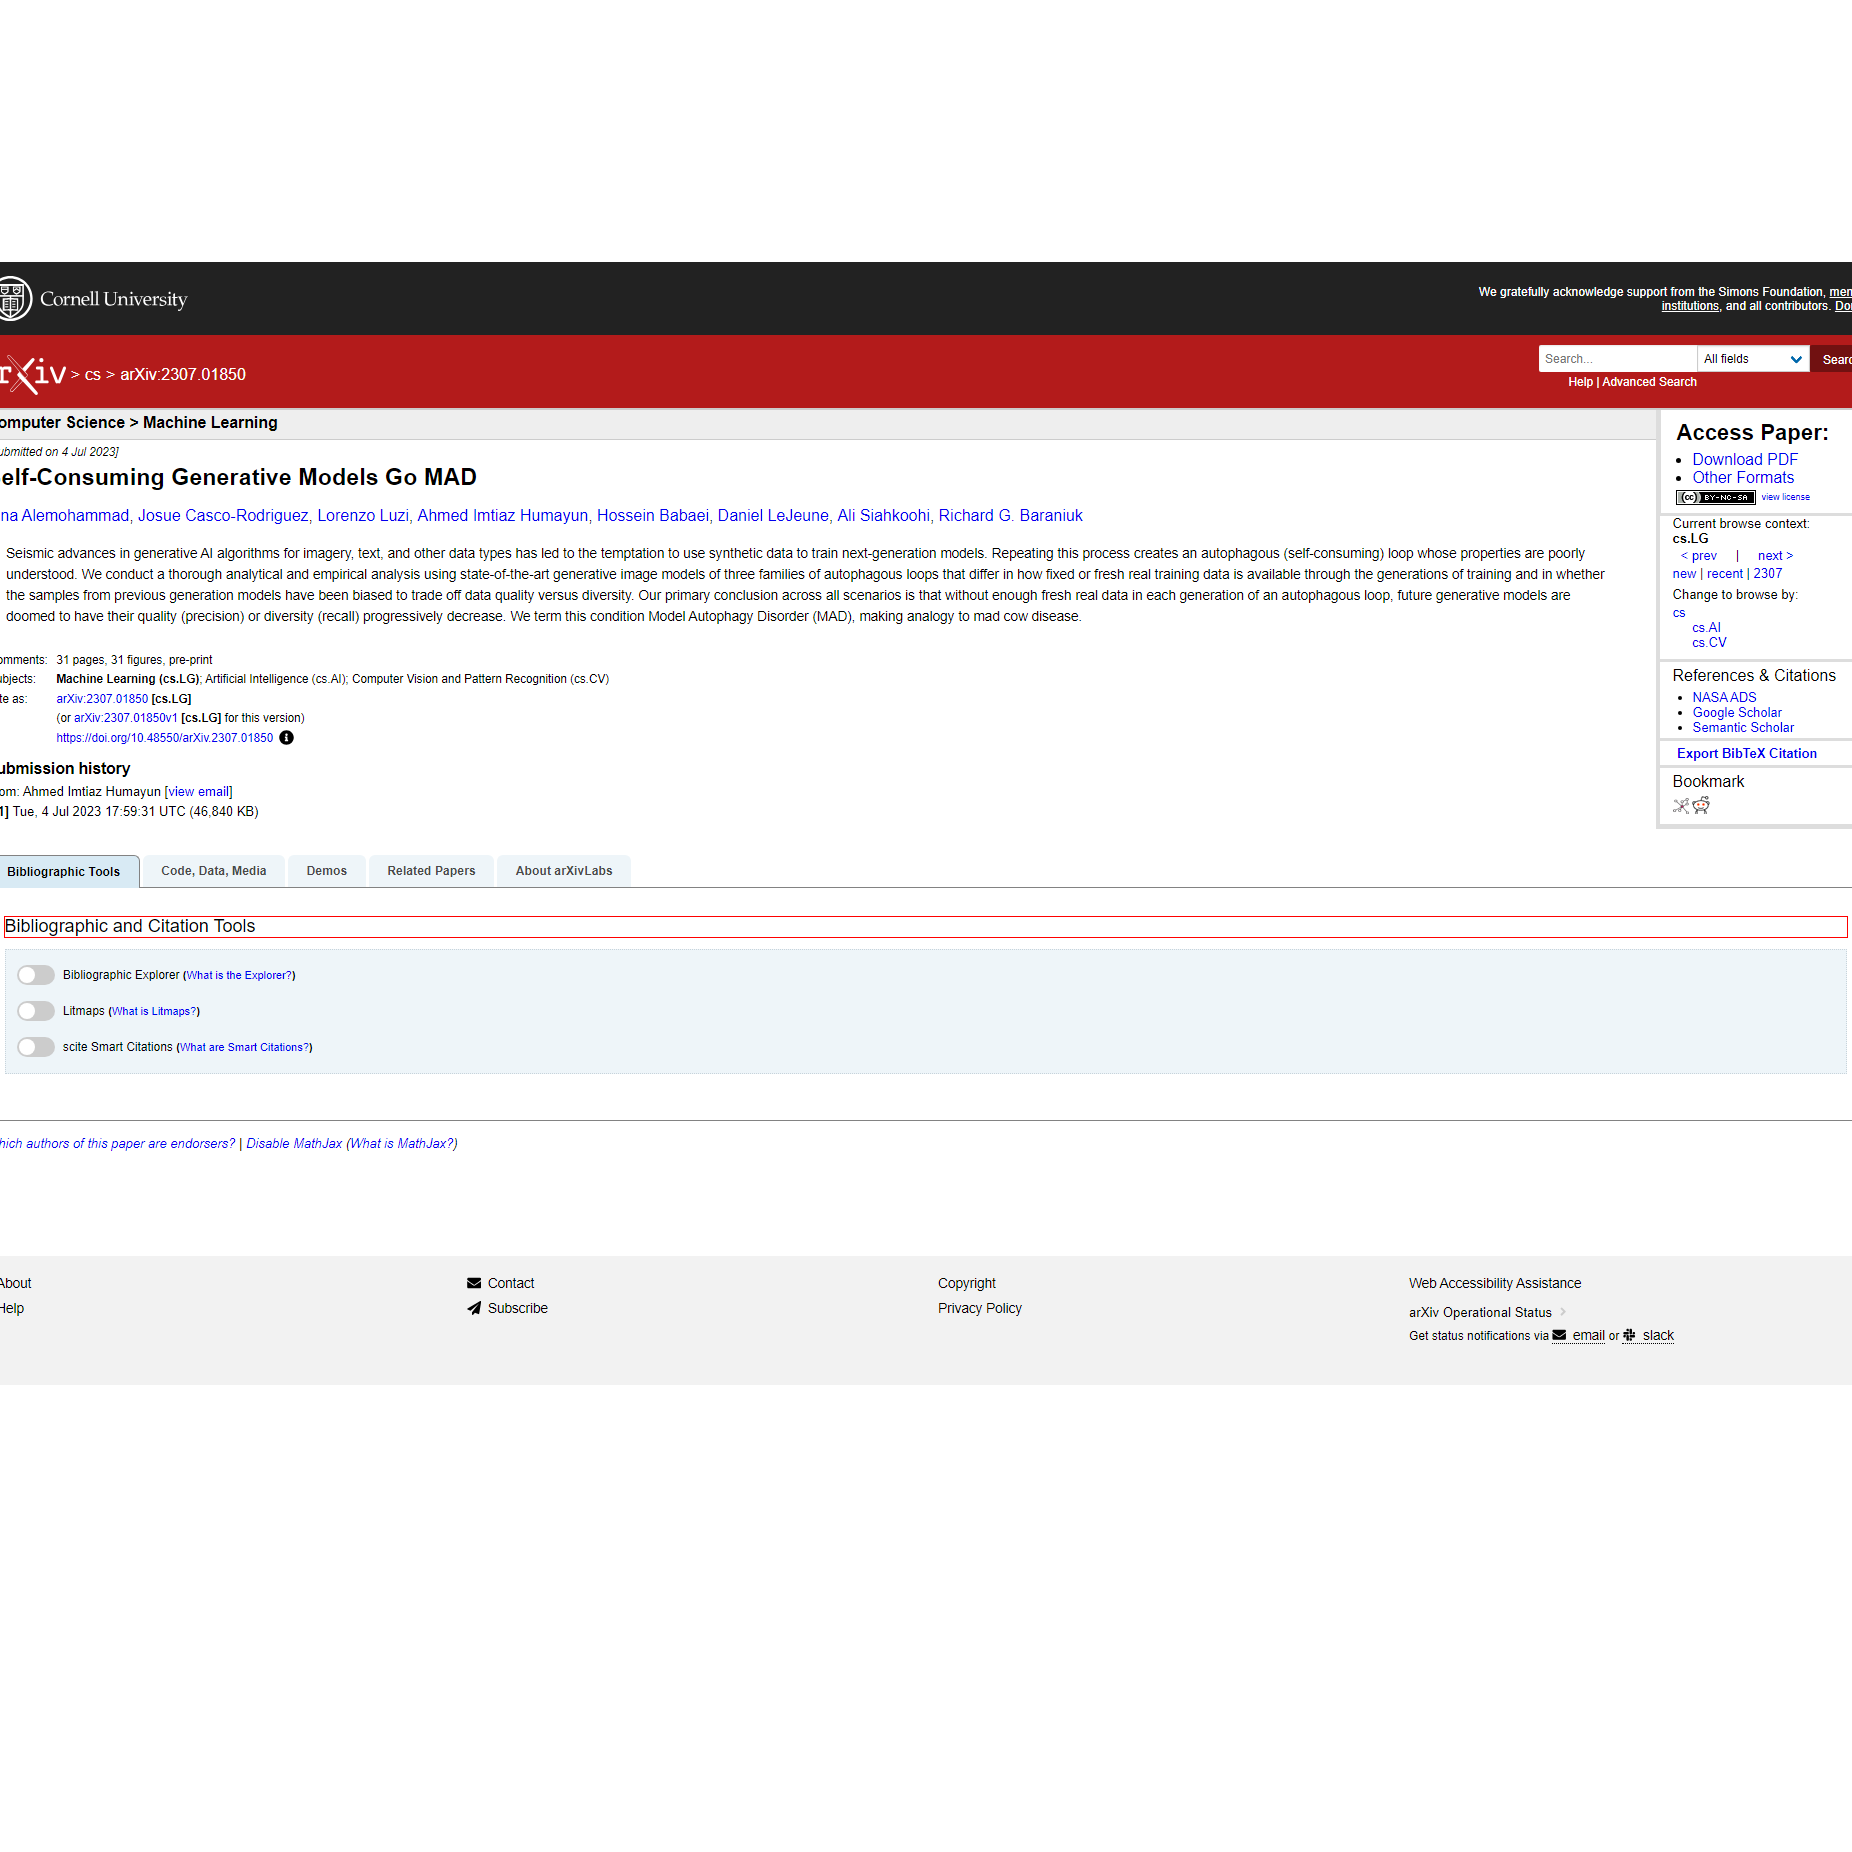 Cornell University
We gratefully acknowledge support from the Simons Foundation,
institutions, and all contributors.
> cs > arXiv:2307.01850
Search...
All fields
Help | Advanced Search
> Machine Learning
Computer Science > Machine Learning
4 Jul 2023]
Self-Consuming Generative Models Go MAD
Alemohammad, Josue Casco-Rodriguez, Lorenzo Luzi, Ahmed Imtiaz Humayun, Hossein Babaei, Daniel LeJeune, Ali Siahkoohi, Richard G. Baraniuk
Seismic advances in generative AI algorithms for imagery, text, and other data types has led to the temptation to use synthetic data to train next-generation models. Repeating this process creates an autophagous (self-consuming) loop whose properties are poorly
understood. We conduct a thorough analytical and empirical analysis using state-of-the-art generative image models of three families of autophagous loops that differ in how fixed or fresh real training data is available through the generations of training and in whether
the samples from previous generation models have been biased to trade off data quality versus diversity. Our primary conclusion across all scenarios is that without enough fresh real data in each generation of an autophagous loop, future generative models are
doomed to have their quality (precision) or diversity (recall) progressively decrease. We term this condition Model Autophagy Disorder (MAD), making analogy to mad cow disease.
31 pages, 31 figures, pre-print
Machine Learning (cs.LG); Artificial Intelligence (cs.AI); Computer Vision and Pattern Recognition (cs.CV)
arXiv:2307.01850 [cs.LG]
(or arXiv:2307.01850v1 [cs.LG] for this version)
https://doi.org/10.48550/arXiv.2307.01850
history
Ahmed Imtiaz Humayun [view email]
Tue, 4 Jul 2023 17:59:31 UTC (46,840 KB)
Access Paper:
Download PDF
Other Formats
(cc) BY-NC-SA view license
Current browse context:
cs.LG
< prev | next >
new | recent | 2307
Change to browse by:
cs
cs.AI
cs.CV
References & Citations
NASA ADS
Google Scholar
Semantic Scholar
Export BibTeX Citation
Bookmark
Bibliographic Tools
Code, Data, Media
Demos
Related Papers
About arXivLabs
Bibliographic and Citation Tools
Bibliographic Explorer (What is the Explorer?)
Litmaps (What is Litmaps?)
scite Smart Citations (What are Smart Citations?)
authors of this paper are endorsers? | Disable MathJax (What is MathJax?)
About
Help
Contact
Subscribe
Copyright
Privacy Policy
Web Accessibility Assistance
arXiv Operational Status >
Get status notifications via email or slack